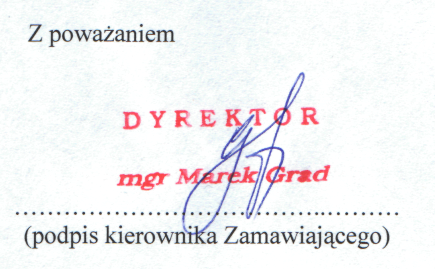 Z poważaniem
DYREKTOR
mgr Marek Grad
(podpis kierownika Zamawiającego)